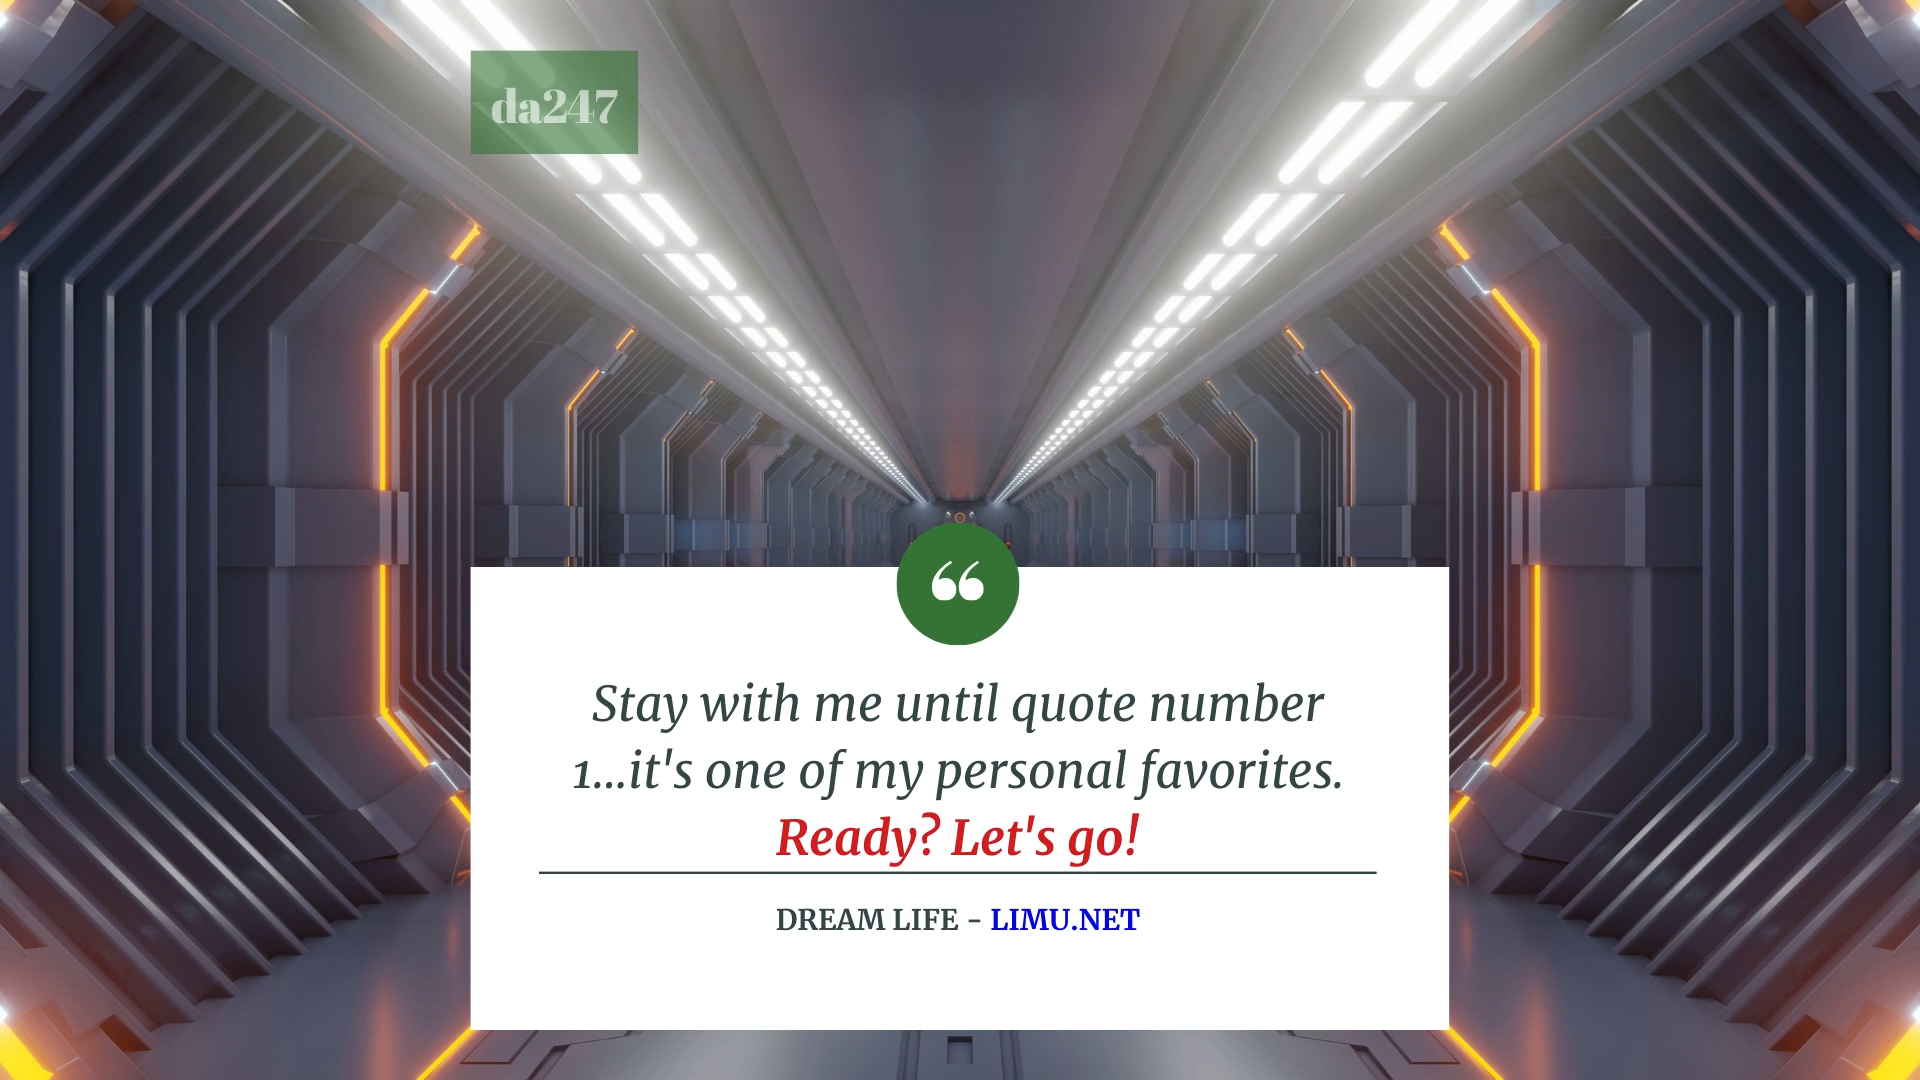 da247
Stay with me until quote number
1...it's one of my personal favorites.
Ready? Let's go!
DREAM LIFE - LIMU.NET